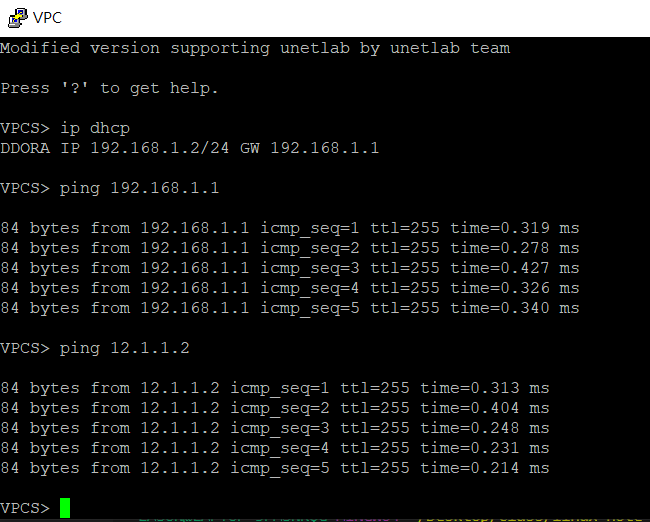 VPC
Modified version supporting unetlab by unetlab team
Press '?' to get help.
VPCS> ip dhcp
DDORA IP 192.168.1.2/24 GW 192.168.1.1
VPCS> ping 192.168.1.1
84 bytes from 192.168.1.1 icmp_seq=1 ttl=255 time=0.319 ms
84 bytes from 192.168.1.1 icmp_seq=2 ttl=255 time=0.278 ms
84 bytes from 192.168.1.1 icmp_seq=3 ttl=255 time=0.427 ms
84 bytes from 192.168.1.1 icmp_seq=4 ttl=255 time=0.326 ms
84 bytes from 192.168.1.1 icmp_seq=5 ttl=255 time=0.340 ms
VPCS> ping 12.1.1.2
84 bytes from 12.1.1.2 icmp_seq=1 ttl=255 time=0.313 ms
84 bytes from 12.1.1.2 icmp_seq=2 ttl=255 time=0.404 ms
84 bytes from 12.1.1.2 icmp_seq=3 ttl=255 time=0.248 ms
84 bytes from 12.1.1.2 icmp_seq=4 ttl=255 time=0.231 ms
84 bytes from 12.1.1.2 icmp_seq=5 ttl=255 time=0.214 ms
VPCS>